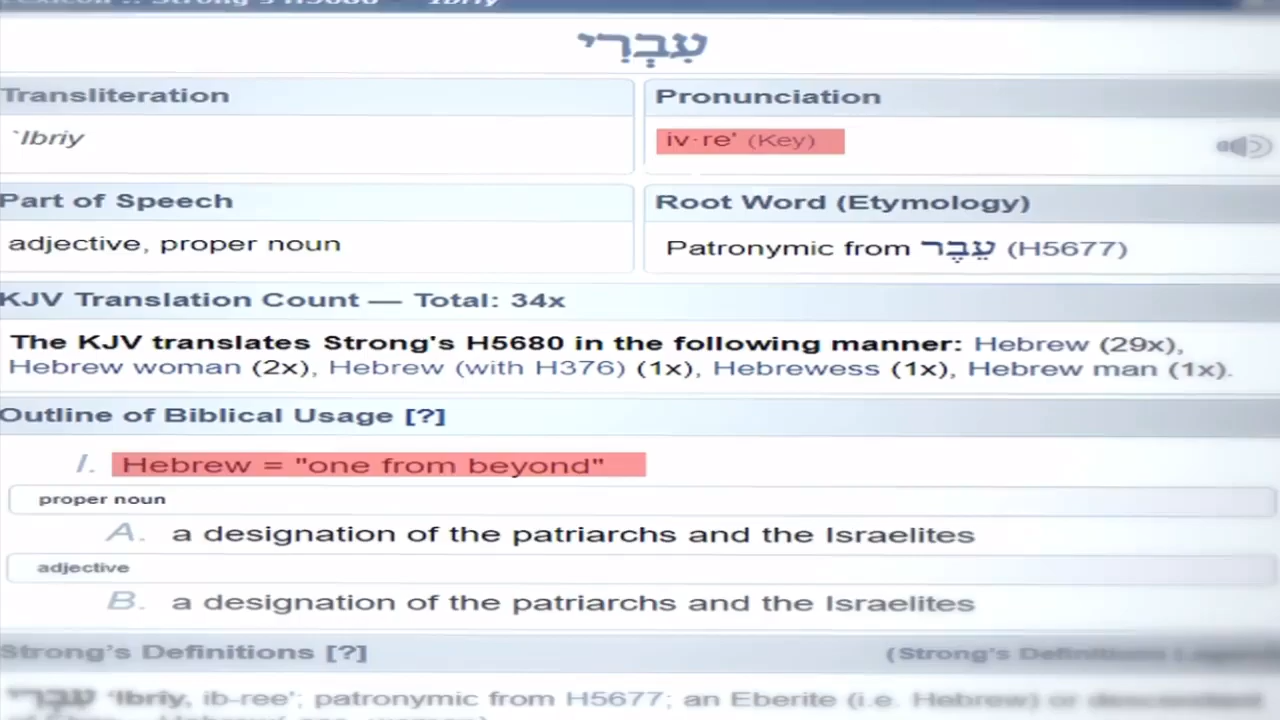 עִבְרִי
Transliteration
`Ibriy
Pronunciation
iv·re' (Key)
Part of Speech
adjective, proper noun
Root Word (Etymology)
Patronymic from עֵבֶר (H5677)
KJV Translation Count — Total: 34x
The KJV translates Strong's H5680 in the following manner: Hebrew (29x),
Hebrew woman (2x), Hebrew (with H376) (1x), Hebrewess (1x), Hebrew man (1x).
Outline of Biblical Usage [?]
I. Hebrew = "one from beyond"
proper noun
A. a designation of the patriarchs and the Israelites
adjective
B. a designation of the patriarchs and the Israelites
Strong's Definitions [?]
(Strong's Definitions
עִבְרִי ʻIbrîy, ib-ree'; patronymic from H5677; an Eberite (i.e. Hebrew) or descendant